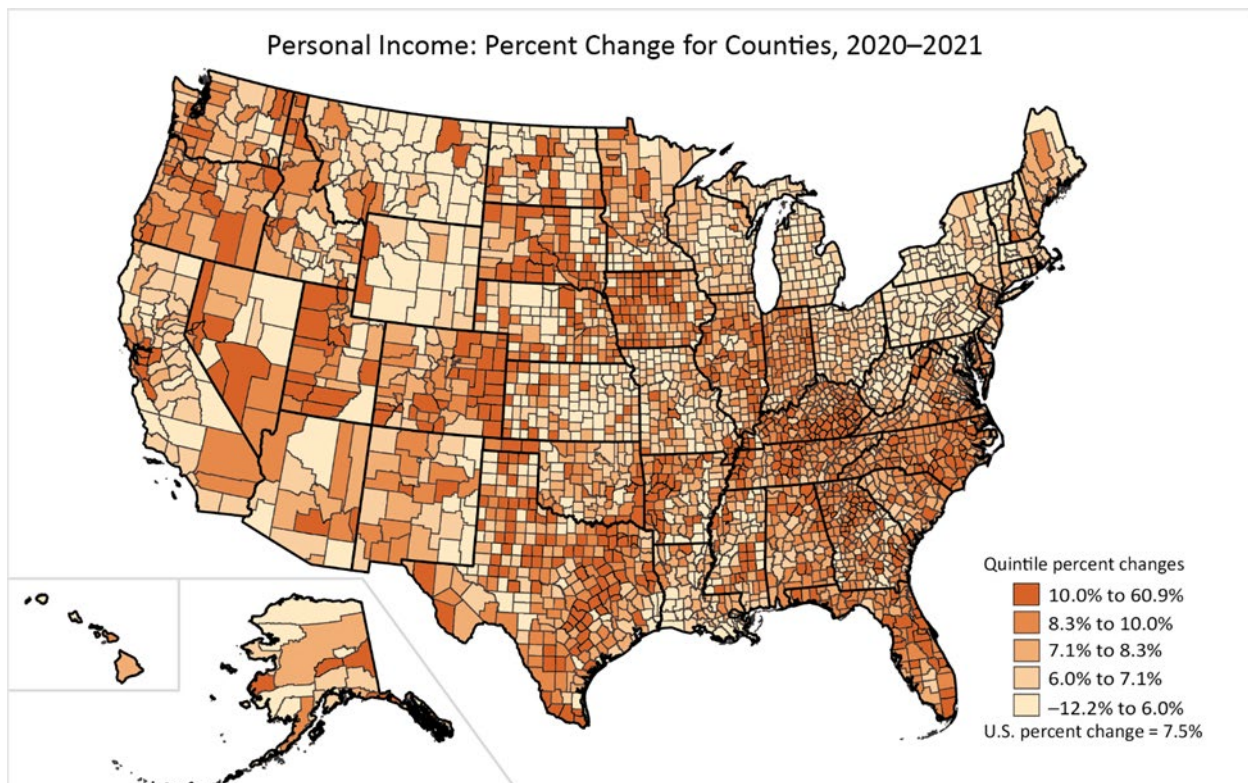 Personal Income: Percent Change for Counties, 2020–2021
Quintile percent changes
10.0% to 60.9%
8.3% to 10.0%
7.1% to 8.3%
6.0% to 7.1%
–12.2% to 6.0%
U.S. percent change = 7.5%